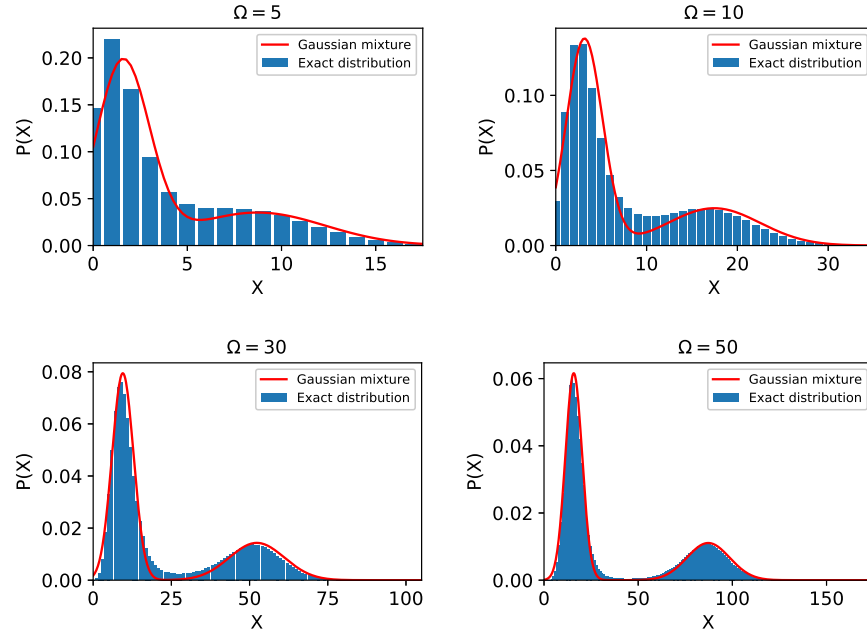 Ω = 5
Gaussian mixture
Exact distribution
P(X)
0.20
0.15
0.10
0.05
0.00
0 5 10 15
X
Ω = 10
Gaussian mixture
Exact distribution
P(X)
0.10
0.05
0.00
0 10 20 30
X
Ω = 30
Gaussian mixture
Exact distribution
P(X)
0.08
0.06
0.04
0.02
0.00
0 25 50 75 100
X
Ω = 50
Gaussian mixture
Exact distribution
P(X)
0.06
0.04
0.02
0.00
0 50 100 150
X